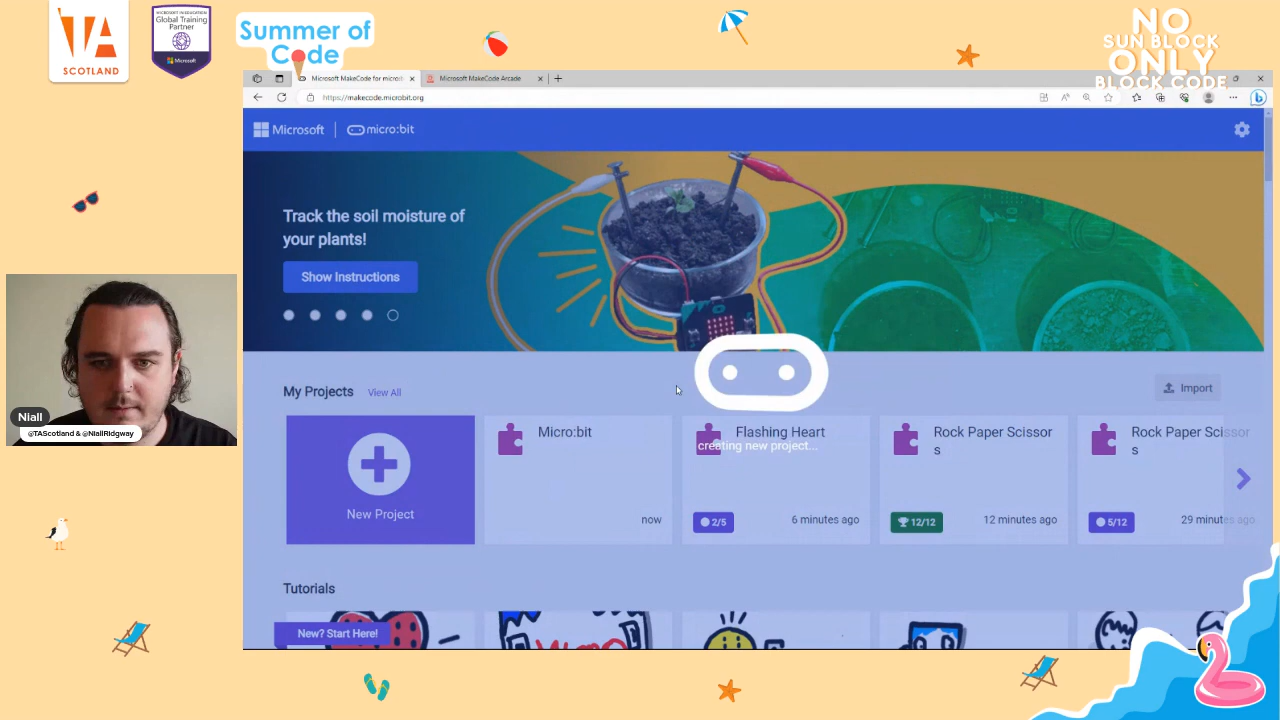 TA
SCOTLAND
MICROSOFT IN EDUCATION
Global Training
Partner
Microsoft
Summer of
Code
NO
SUN BLOCK
ONLY
BLOCK CODE
Microsoft MakeCode for micro:b
Microsoft MakeCode Arcade
https://makecode.microbit.org
Microsoft
micro:bit
Track the soil moisture of
your plants!
Show Instructions
My Projects
View All
Import
New Project
Micro:bit
now
Flashing Heart
creating new project...
2/5
6 minutes ago
Rock Paper Scissor
s
12/12
12 minutes ago
Rock Paper Scissor
s
5/12
29 minutes ago
Niall
@TAScotland & @NiallRidgway
Tutorials
New? Start Here!